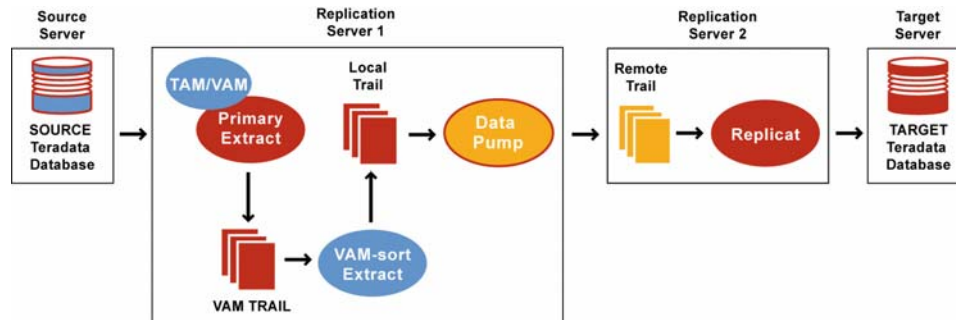 Source
Server
Replication
Server 1
Replication
Server 2
Target
Server
SOURCE
Teradata
Database
TAM/VAM
Primary
Extract
Local
Trail
Data
Pump
VAM TRAIL
VAM-sort
Extract
Remote
Trail
Replicat
TARGET
Teradata
Database